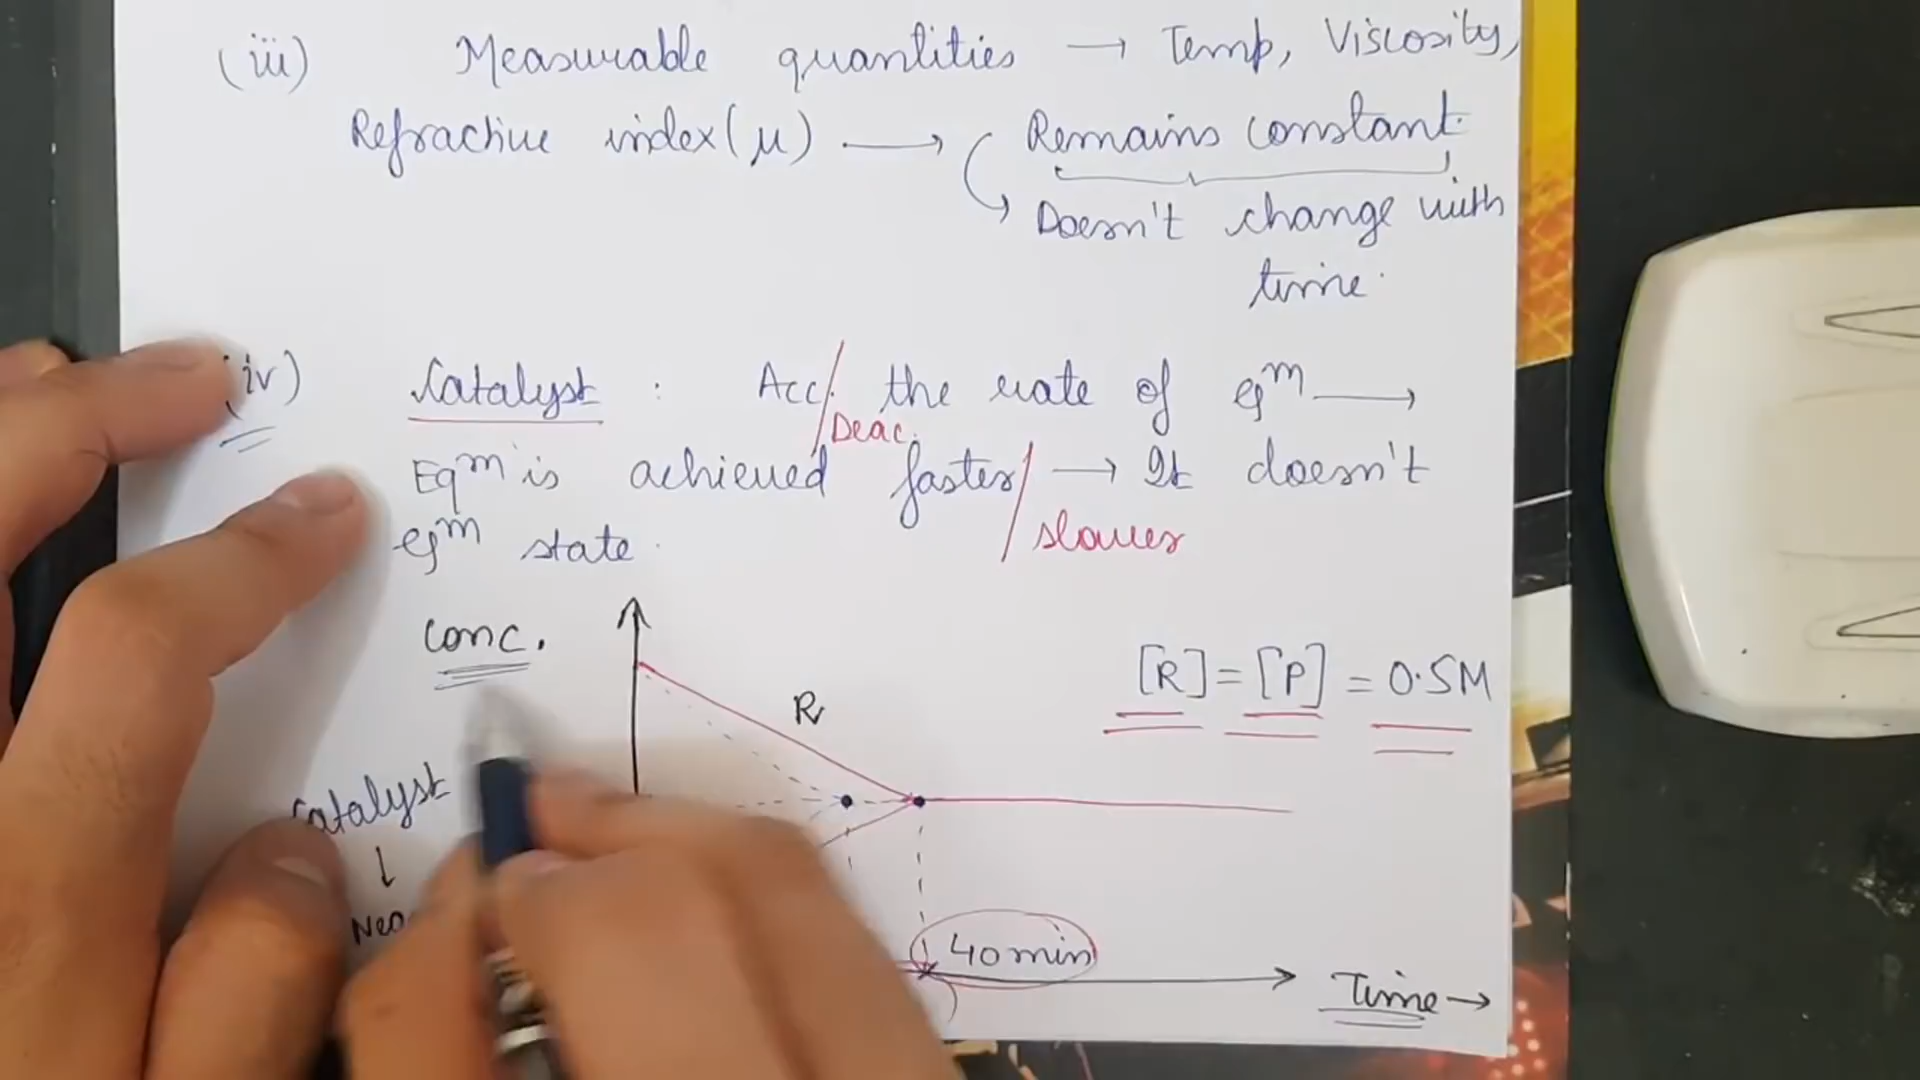 (iii) Measurable quantities → Temp, Viscosity,
Refractive index (μ) → Remains constant.
Doesn't change with
time.
(iv) Catalyst : Acc. / Deac. the rate of Eqᵐ →
Eqᵐ is achieved faster / slower → It doesn't
eqᵐ state.
Conc.
R
[R] = [P] = 0.5M
Catalyst
↓
40 min
Time →